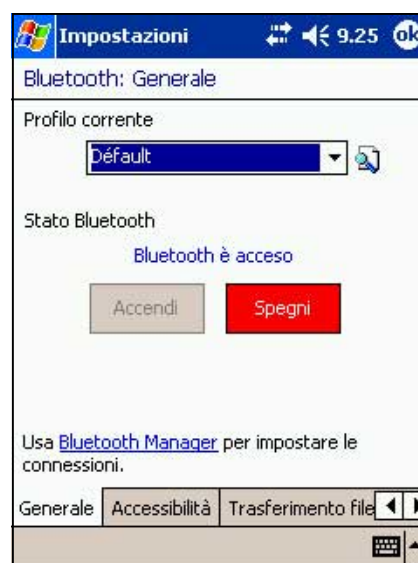 Impostazioni 9.25 ok
Bluetooth: Generale
Profilo corrente
Défault
Stato Bluetooth
Bluetooth è acceso
Accendi Spegni
Usa Bluetooth Manager per impostare le
connessioni.
Generale Accessibilità Trasferimento file